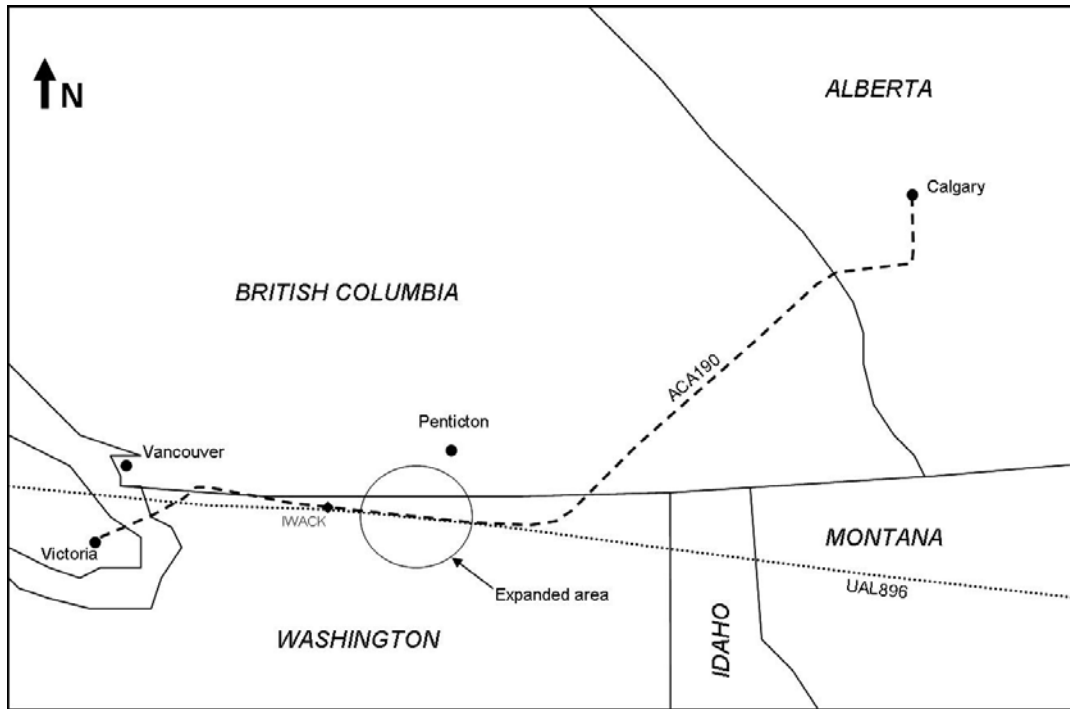 N
ALBERTA
Calgary
BRITISH COLUMBIA
ACA190
Penticton
Vancouver
IWACK
Victoria
MONTANA
UAL896
Expanded area
WASHINGTON
IDAHO